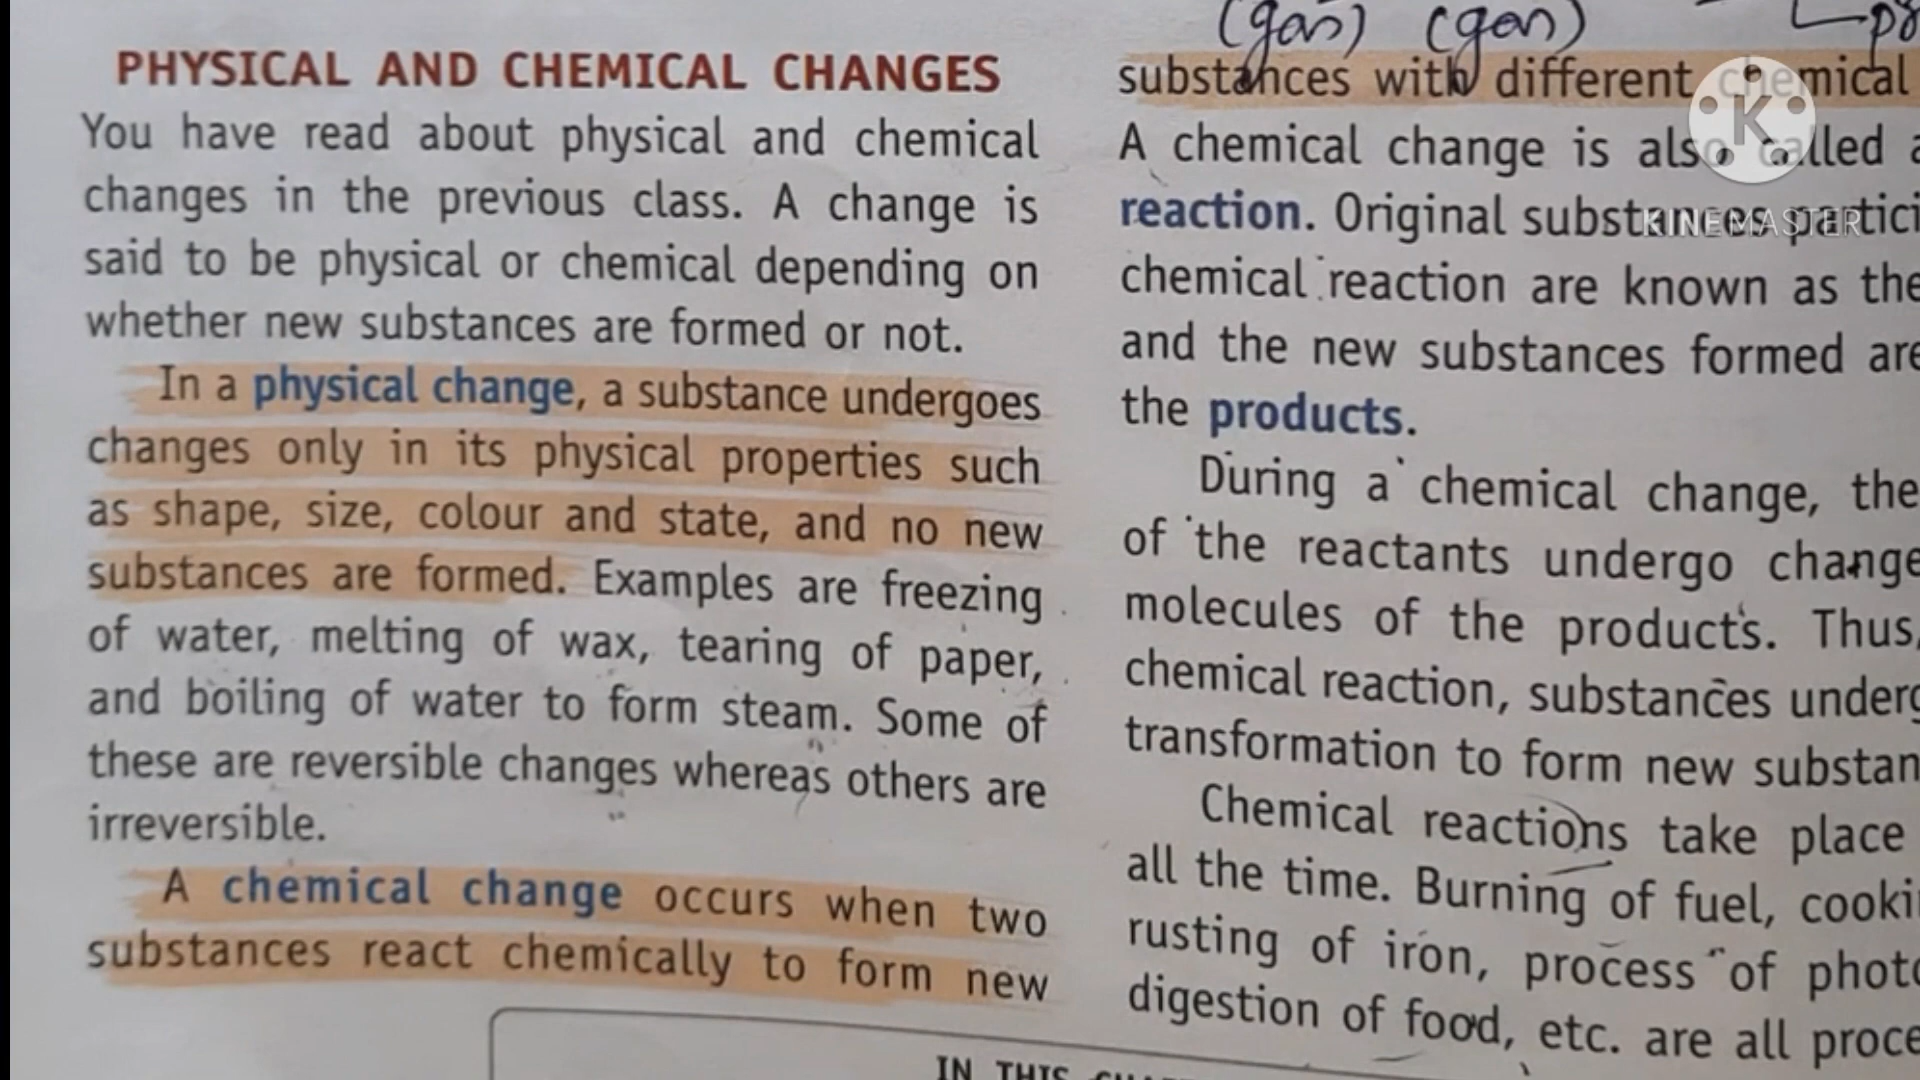 PHYSICAL AND CHEMICAL CHANGES
You have read about physical and chemical
changes in the previous class. A change is
said to be physical or chemical depending on
whether new substances are formed or not.
In a physical change, a substance undergoes
changes only in its physical properties such
as shape, size, colour and state, and no new
substances are formed. Examples are freezing
of water, melting of wax, tearing of paper,
and boiling of water to form steam. Some of
these are reversible changes whereas others are
irreversible.
A chemical change occurs when two
substances react chemically to form new
(gas) (gas)
substances with different chemical
A chemical change is also called
reaction. Original substances
chemical reaction are known as the
and the new substances formed are
the products.
During a chemical change, the
of the reactants undergo change
molecules of the products. Thus,
chemical reaction, substances
transformation to form new
Chemical reactions take place
all the time. Burning of fuel,
rusting of iron, process of
digestion of food, etc. are all
IN THIS
K
KINEMASTER